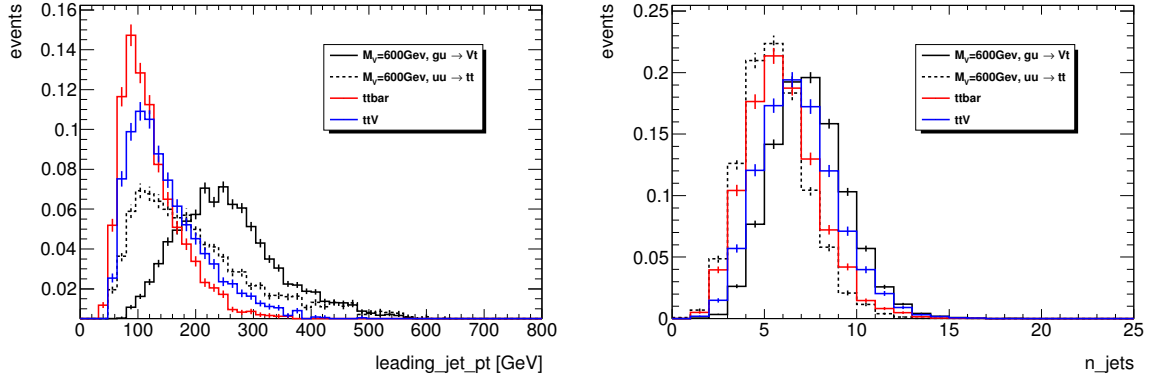 events
0.16
0.14
0.12
0.1
0.08
0.06
0.04
0.02
0 100 200 300 400 500 600 700 800
leading_jet_pt [GeV]
M_V=600Gev, gu → Vt
M_V=600Gev, uu → tt
ttbar
ttV
events
0.25
0.2
0.15
0.1
0.05
0
0 5 10 15 20 25
n_jets
M_V=600Gev, gu → Vt
M_V=600Gev, uu → tt
ttbar
ttV